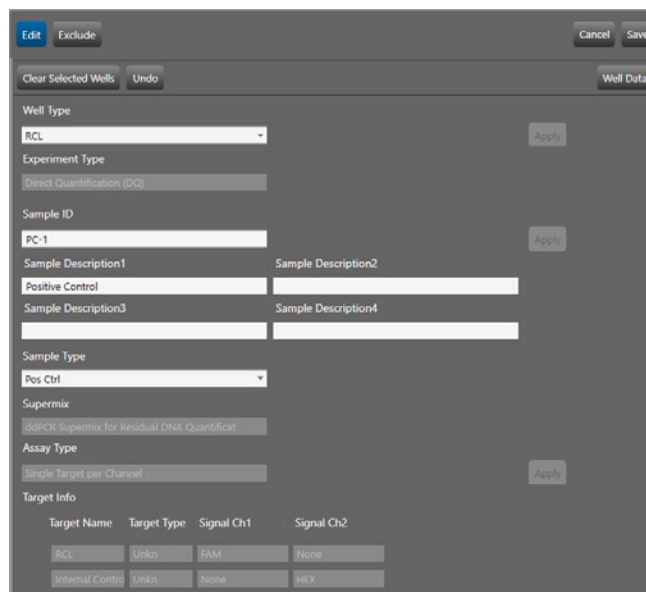 Edit Exclude Cancel Save
Clear Selected Wells Undo Well Data
Well Type
RCL Apply
Experiment Type
Direct Quantification (DQ)
Sample ID
PC-1 Apply
Sample Description1 Sample Description2
Positive Control
Sample Description3 Sample Description4
Sample Type
Pos Ctrl
Supermix
ddPCR Supermix for Residual DNA Quantificat
Assay Type
Single Target per Channel Apply
Target Info
Target Name Target Type Signal Ch1 Signal Ch2
RCL Unkn FAM None
Internal Contro Unkn None HEX